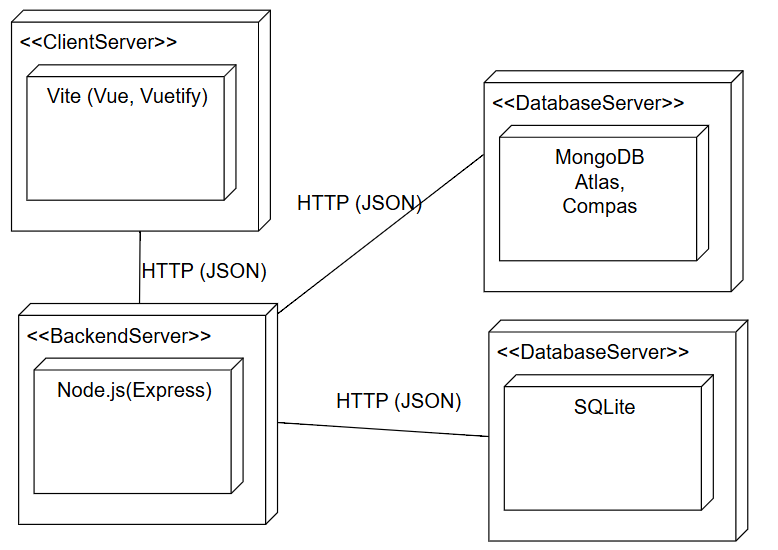 <<ClientServer>>
Vite (Vue, Vuetify)
HTTP (JSON)
<<BackendServer>>
Node.js(Express)
HTTP (JSON)
<<DatabaseServer>>
MongoDB
Atlas,
Compas
HTTP (JSON)
<<DatabaseServer>>
SQLite